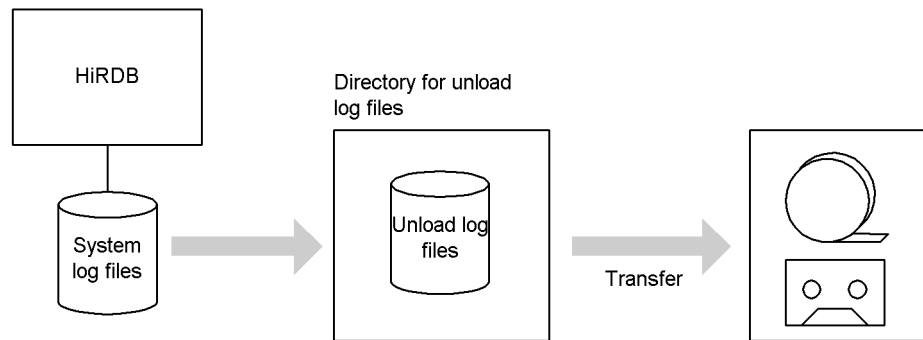 HiRDB
Directory for unload
log files
System
log files
Unload log
files
Transfer